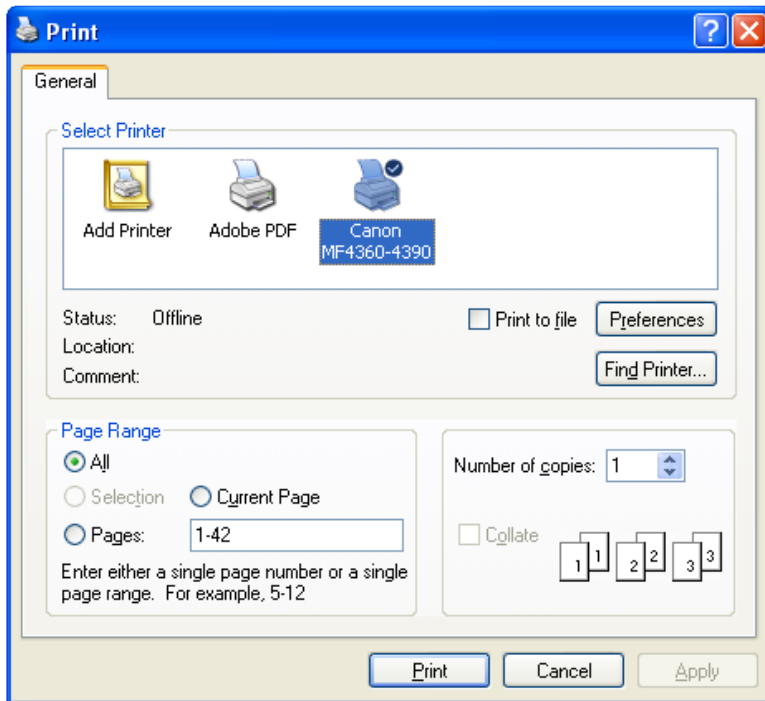 Print
General
Select Printer
Add Printer
Adobe PDF
Canon
MF4360-4390
Status: Offline
Print to file
Preferences
Location:
Comment:
Find Printer...
Page Range
All
Selection
Current Page
Pages: 1-42
Enter either a single page number or a single
page range. For example, 5-12
Number of copies: 1
Collate
1 1 2 2 3 3
Print
Cancel
Apply